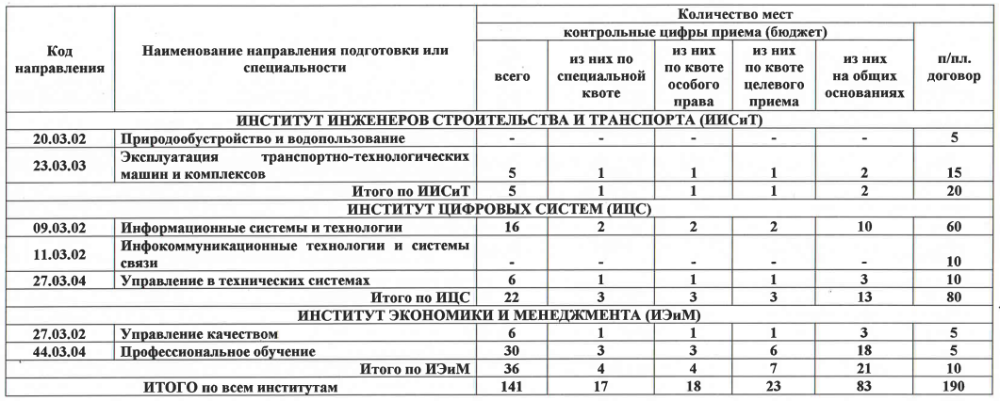 Код направления | Наименование направления подготовки или специальности | Количество мест
контрольные цифры приема (бюджет) | п/пл. договор
всего | из них по специальной квоте | из них по квоте особого права | из них по квоте целевого приема | из них на общих основаниях
ИНСТИТУТ ИНЖЕНЕРОВ СТРОИТЕЛЬСТВА И ТРАНСПОРТА (ИИСиТ)
20.03.02 | Природообустройство и водопользование | - | - | - | - | - | 5
23.03.03 | Эксплуатация транспортно-технологических машин и комплексов | 5 | 1 | 1 | 1 | 2 | 15
Итого по ИИСиТ | 5 | 1 | 1 | 1 | 2 | 20
ИНСТИТУТ ЦИФРОВЫХ СИСТЕМ (ИЦС)
09.03.02 | Информационные системы и технологии | 16 | 2 | 2 | 2 | 10 | 60
11.03.02 | Инфокоммуникационные технологии и системы связи | - | - | - | - | - | 10
27.03.04 | Управление в технических системах | 6 | 1 | 1 | 1 | 3 | 10
Итого по ИЦС | 22 | 3 | 3 | 3 | 13 | 80
ИНСТИТУТ ЭКОНОМИКИ И МЕНЕДЖМЕНТА (ИЭиМ)
27.03.02 | Управление качеством | 6 | 1 | 1 | 1 | 3 | 5
44.03.04 | Профессиональное обучение | 30 | 3 | 3 | 6 | 18 | 5
Итого по ИЭиМ | 36 | 4 | 4 | 7 | 21 | 10
ИТОГО по всем институтам | 141 | 17 | 18 | 23 | 83 | 190